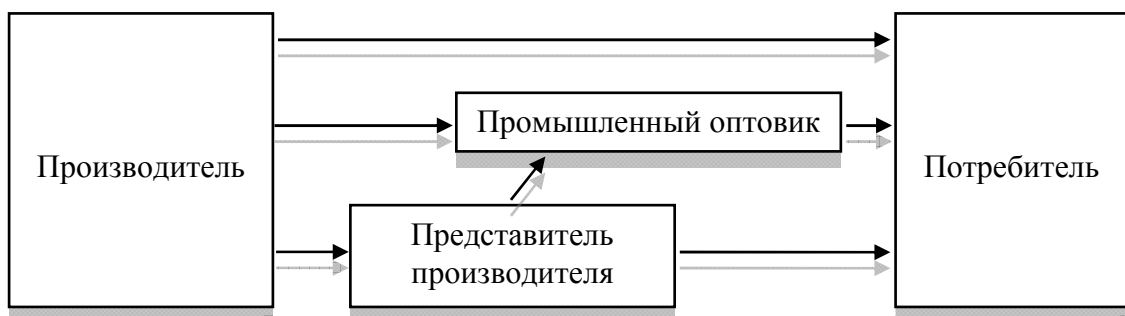 Промышленный оптовик
Производитель
Потребитель
Представитель
производителя